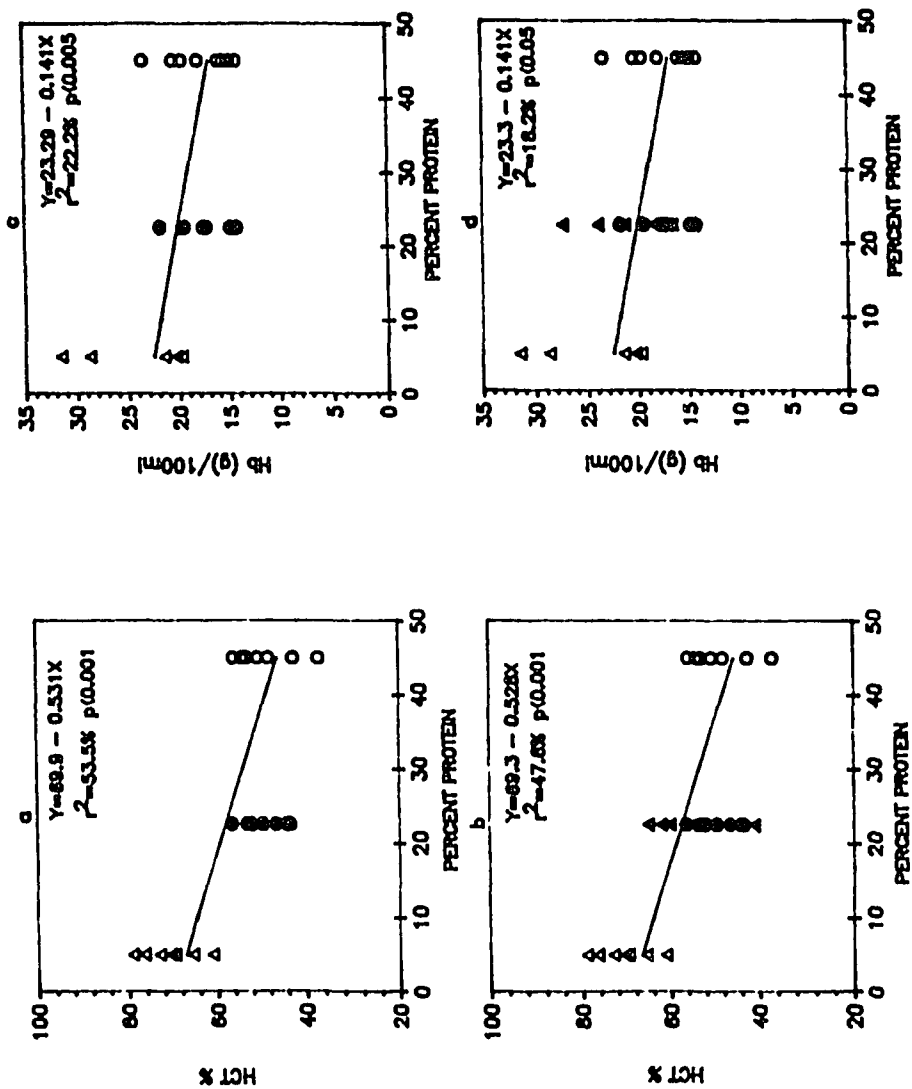 a
Y=69.9 − 0.531X
r²=53.5% p<0.001
HCT %
100
80
60
40
20
0 10 20 30 40 50
PERCENT PROTEIN
c
Y=23.29 − 0.141X
r²=22.2% p<0.005
Hb (g)/100ml
35
30
25
20
15
10
5
0
0 10 20 30 40 50
PERCENT PROTEIN
b
Y=69.3 − 0.528X
r²=47.6% p<0.001
HCT %
100
80
60
40
20
0 10 20 30 40 50
PERCENT PROTEIN
d
Y=23.3 − 0.141X
r²=18.2% p<0.05
Hb (g)/100ml
35
30
25
20
15
10
5
0
0 10 20 30 40 50
PERCENT PROTEIN